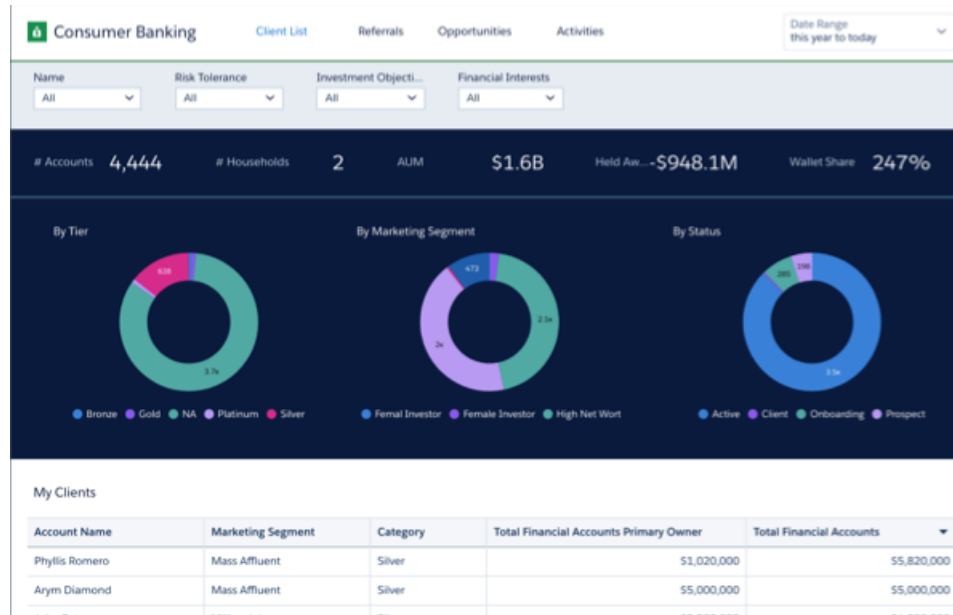 Consumer Banking
Client List
Referrals
Opportunities
Activities
Date Range
this year to today
Name
Risk Tolerance
Investment Objecti...
Financial Interests
All
All
All
All
# Accounts 4,444
# Households 2
AUM $1.6B
Held Aw... -$948.1M
Wallet Share 247%
By Tier
By Marketing Segment
By Status
638
3.7k
473
2.1k
2k
285
198
3.5k
Bronze Gold NA Platinum Silver
Femal Investor Female Investor High Net Wort
Active Client Onboarding Prospect
My Clients
Account Name Marketing Segment Category Total Financial Accounts Primary Owner Total Financial Accounts
Phyllis Romero Mass Affluent Silver $1,020,000 $5,820,000
Arym Diamond Mass Affluent Silver $5,000,000 $5,000,000